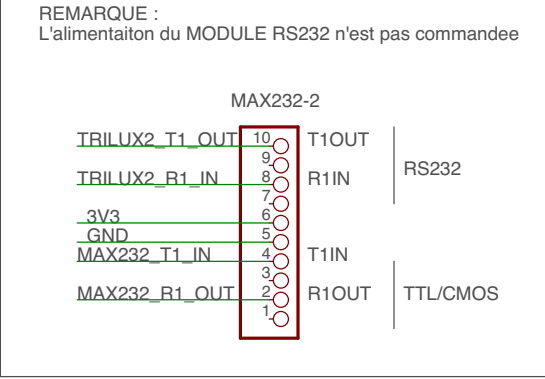 REMARQUE :
L'alimentaiton du MODULE RS232 n'est pas commandee
MAX232-2
TRILUX2_T1_OUT 10 T1OUT
9
TRILUX2_R1_IN 8 R1IN
RS232
7
3V3 6
GND 5
MAX232_T1_IN 4 T1IN
3
MAX232_R1_OUT 2 R1OUT TTL/CMOS
1